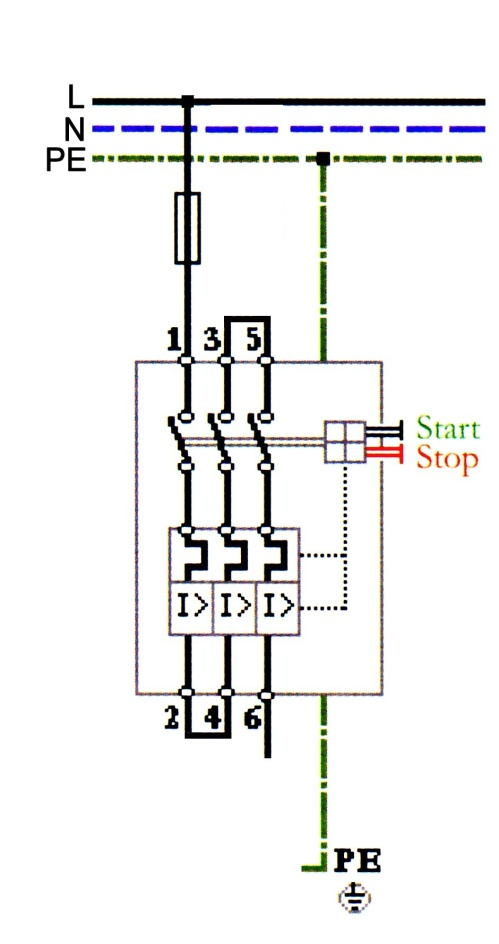 L
N
PE
1 3 5
Start
Stop
I> I> I>
2 4 6
PE